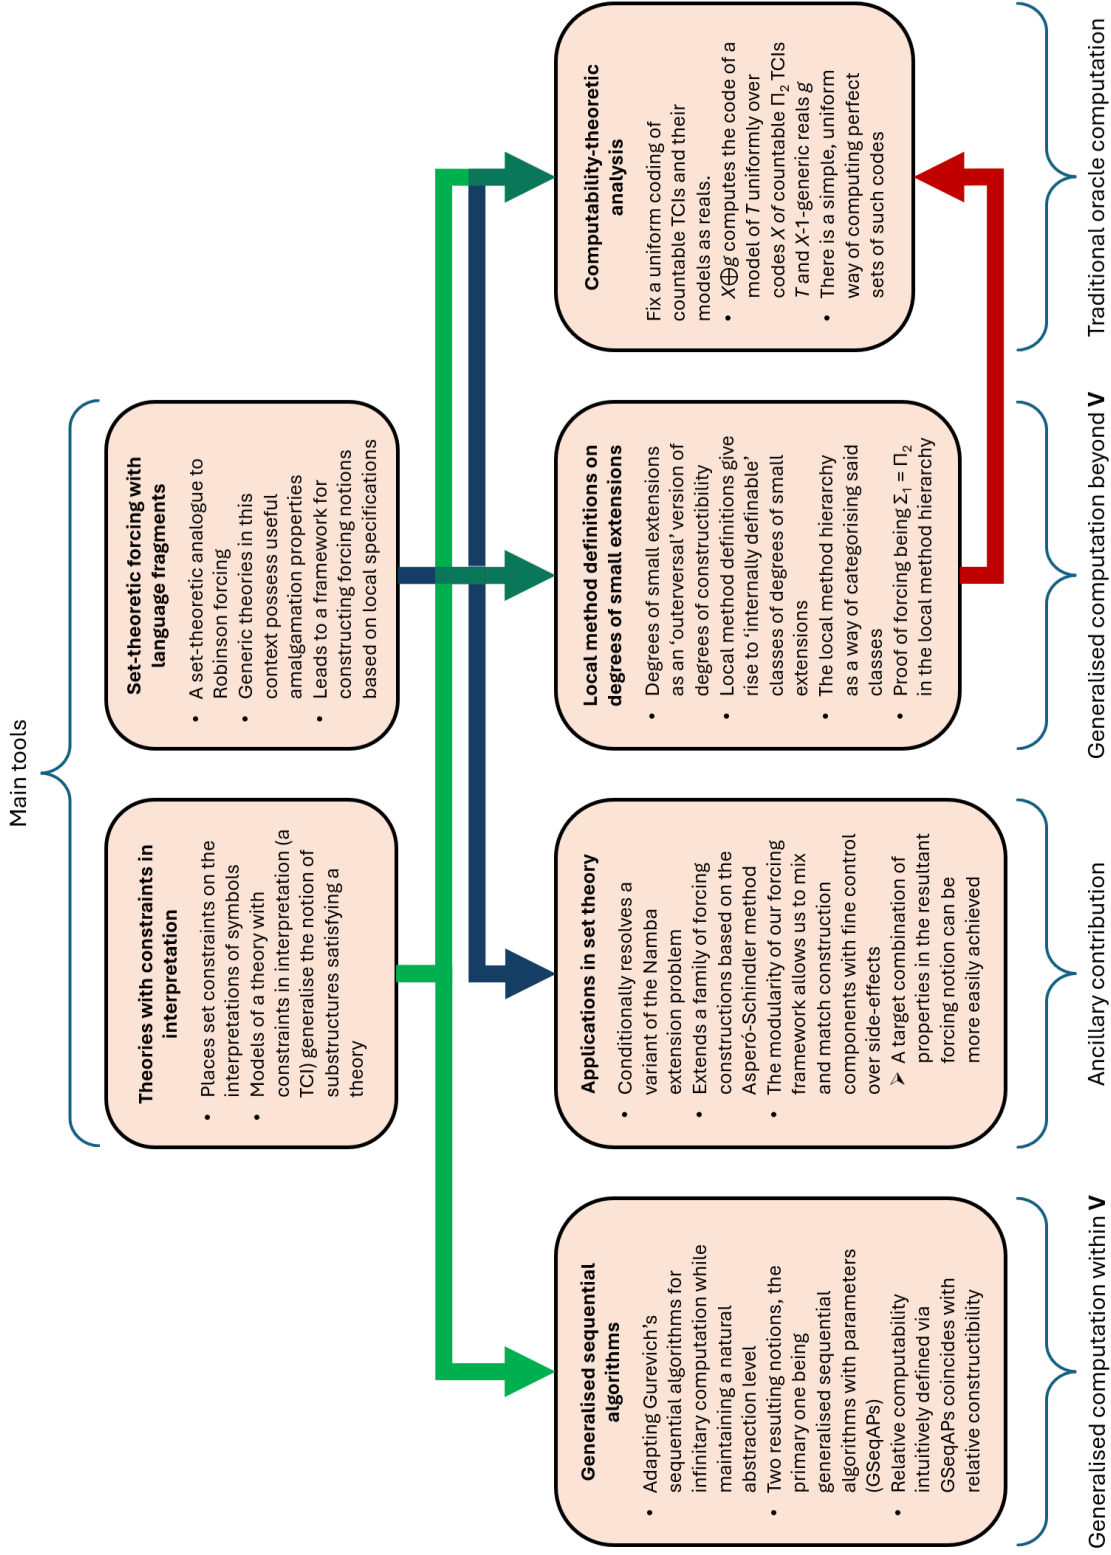 Main tools
Theories with constraints in
interpretation
• Places set constraints on the
interpretations of symbols
• Models of a theory with
constraints in interpretation (a
TCI) generalise the notion of
substructures satisfying a
theory
Set-theoretic forcing with
language fragments
• A set-theoretic analogue to
Robinson forcing
• Generic theories in this
context possess useful
amalgamation properties
• Leads to a framework for
constructing forcing notions
based on local specifications
Generalised sequential
algorithms
• Adapting Gurevich’s
sequential algorithms for
infinitary computation while
maintaining a natural
abstraction level
• Two resulting notions, the
primary one being
generalised sequential
algorithms with parameters
(GSeqAPs)
• Relative computability
intuitively defined via
GSeqAPs coincides with
relative constructibility
Applications in set theory
• Conditionally resolves a
variant of the Namba
extension problem
• Extends a family of forcing
constructions based on the
Asperó-Schindler method
• The modularity of our forcing
framework allows us to mix
and match construction
components with fine control
over side-effects
➢ A target combination of
properties in the resultant
forcing notion can be
more easily achieved
Local method definitions on
degrees of small extensions
• Degrees of small extensions
as an ‘outerversal’ version of
degrees of constructibility
• Local method definitions give
rise to ‘internally definable’
classes of degrees of small
extensions
• The local method hierarchy
as a way of categorising said
classes
• Proof of forcing being Σ₁ = Π₂
in the local method hierarchy
Computability-theoretic
analysis
Fix a uniform coding of
countable TCIs and their
models as reals.
• X⊕g computes the code of a
model of T uniformly over
codes X of countable Π₂ TCIs
T and X-1-generic reals g
• There is a simple, uniform
way of computing perfect
sets of such codes
Generalised computation within V
Ancillary contribution
Generalised computation beyond V
Traditional oracle computation